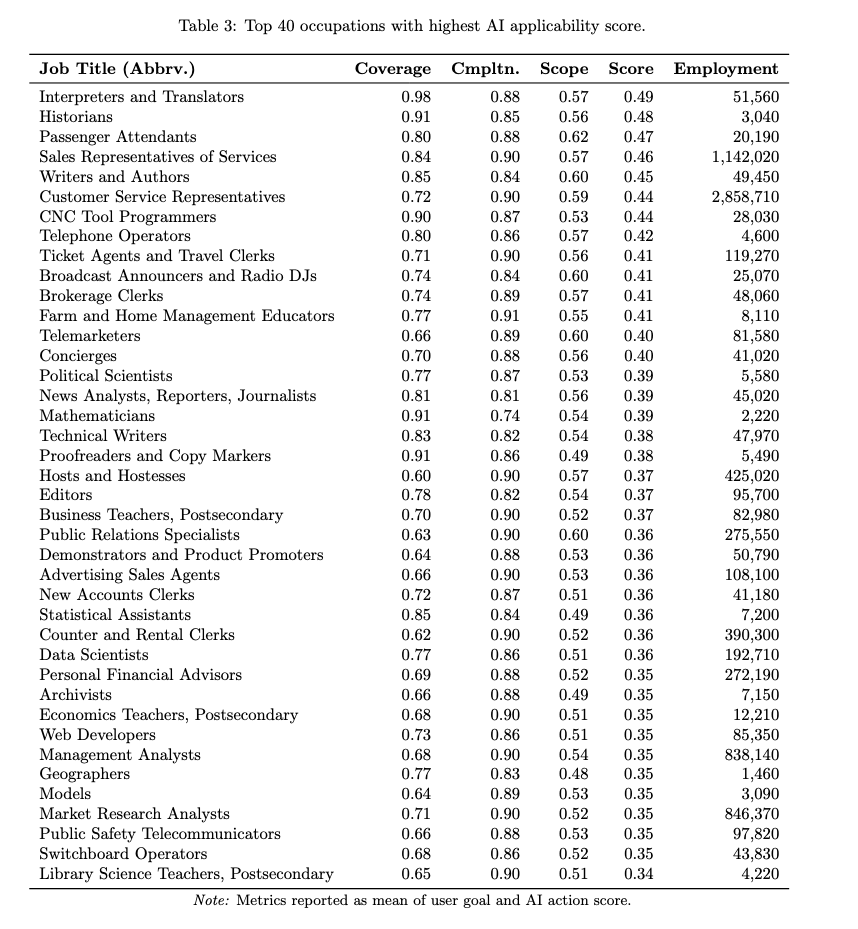 Table 3: Top 40 occupations with highest AI applicability score.
Job Title (Abbrv.) Coverage Cmpltn. Scope Score Employment
Interpreters and Translators 0.98 0.88 0.57 0.49 51,560
Historians 0.91 0.85 0.56 0.48 3,040
Passenger Attendants 0.80 0.88 0.62 0.47 20,190
Sales Representatives of Services 0.84 0.90 0.57 0.46 1,142,020
Writers and Authors 0.85 0.84 0.60 0.45 49,450
Customer Service Representatives 0.72 0.90 0.59 0.44 2,858,710
CNC Tool Programmers 0.90 0.87 0.53 0.44 28,030
Telephone Operators 0.80 0.86 0.57 0.42 4,600
Ticket Agents and Travel Clerks 0.71 0.90 0.56 0.41 119,270
Broadcast Announcers and Radio DJs 0.74 0.84 0.60 0.41 25,070
Brokerage Clerks 0.74 0.89 0.57 0.41 48,060
Farm and Home Management Educators 0.77 0.91 0.55 0.41 8,110
Telemarketers 0.66 0.89 0.60 0.40 81,580
Concierges 0.70 0.88 0.56 0.40 41,020
Political Scientists 0.77 0.87 0.53 0.39 5,580
News Analysts, Reporters, Journalists 0.81 0.81 0.56 0.39 45,020
Mathematicians 0.91 0.74 0.54 0.39 2,220
Technical Writers 0.83 0.82 0.54 0.38 47,970
Proofreaders and Copy Markers 0.91 0.86 0.49 0.38 5,490
Hosts and Hostesses 0.60 0.90 0.57 0.37 425,020
Editors 0.78 0.82 0.54 0.37 95,700
Business Teachers, Postsecondary 0.70 0.90 0.52 0.37 82,980
Public Relations Specialists 0.63 0.90 0.60 0.36 275,550
Demonstrators and Product Promoters 0.64 0.88 0.53 0.36 50,790
Advertising Sales Agents 0.66 0.90 0.53 0.36 108,100
New Accounts Clerks 0.72 0.87 0.51 0.36 41,180
Statistical Assistants 0.85 0.84 0.49 0.36 7,200
Counter and Rental Clerks 0.62 0.90 0.52 0.36 390,300
Data Scientists 0.77 0.86 0.51 0.36 192,710
Personal Financial Advisors 0.69 0.88 0.52 0.35 272,190
Archivists 0.66 0.88 0.49 0.35 7,150
Economics Teachers, Postsecondary 0.68 0.90 0.51 0.35 12,210
Web Developers 0.73 0.86 0.51 0.35 85,350
Management Analysts 0.68 0.90 0.54 0.35 838,140
Geographers 0.77 0.83 0.48 0.35 1,460
Models 0.64 0.89 0.53 0.35 3,090
Market Research Analysts 0.71 0.90 0.52 0.35 846,370
Public Safety Telecommunicators 0.66 0.88 0.53 0.35 97,820
Switchboard Operators 0.68 0.86 0.52 0.35 43,830
Library Science Teachers, Postsecondary 0.65 0.90 0.51 0.34 4,220
Note: Metrics reported as mean of user goal and AI action score.